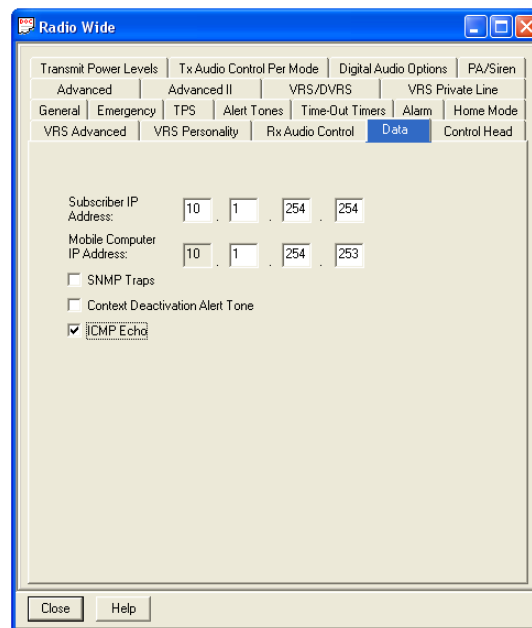 Radio Wide
Transmit Power Levels Tx Audio Control Per Mode Digital Audio Options PA/Siren
Advanced Advanced II VRS/DVRS VRS Private Line
General Emergency TPS Alert Tones Time-Out Timers Alarm Home Mode
VRS Advanced VRS Personality Rx Audio Control Data Control Head
Subscriber IP
Address: 10 . 1 . 254 . 254
Mobile Computer
IP Address: 10 . 1 . 254 . 253
SNMP Traps
Context Deactivation Alert Tone
ICMP Echo
Close Help